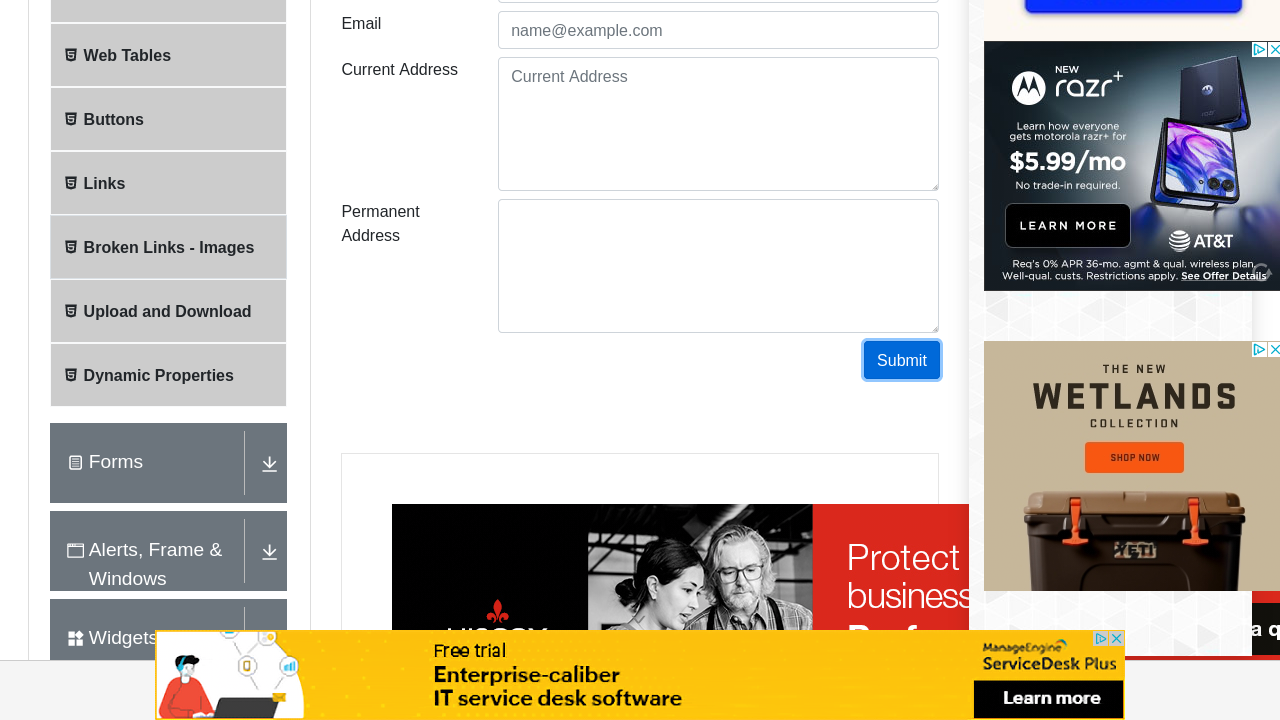 Web Tables
Buttons
Links
Broken Links - Images
Upload and Download
Dynamic Properties
Forms
Alerts, Frame &
Windows
Widgets
Email
name@example.com
Current Address
Current Address
Permanent
Address
Submit
Protect
business
NEW
razr+
Learn how everyone
gets motorola razr+ for
$5.99/mo
No trade-in required.
LEARN MORE
AT&T
Req's 0% APR 36-mo. agmt & qual. wireless plan.
Well-qual. custs. Restrictions apply. See Offer Details
THE NEW
WETLANDS
COLLECTION
SHOP NOW
YETI
a q
Free trial
Enterprise-caliber
IT service desk software
ManageEngine
ServiceDesk Plus
Learn more